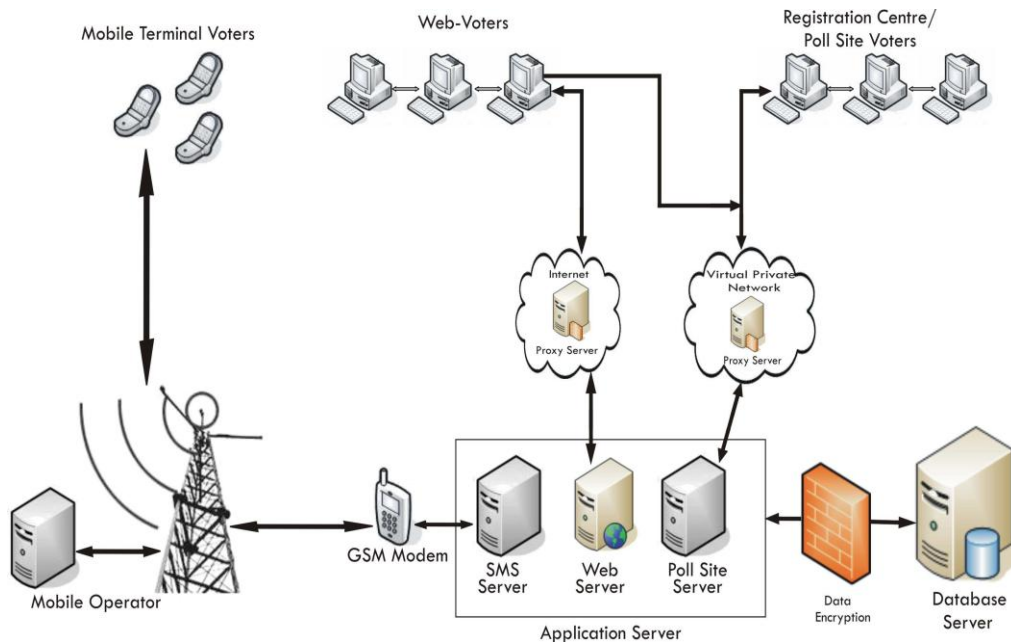 Mobile Terminal Voters
Web-Voters
Registration Centre/
Poll Site Voters
Internet
Proxy Server
Virtual Private
Network
Proxy Server
Mobile Operator
GSM Modem
SMS
Server
Web
Server
Poll Site
Server
Application Server
Data
Encryption
Database
Server